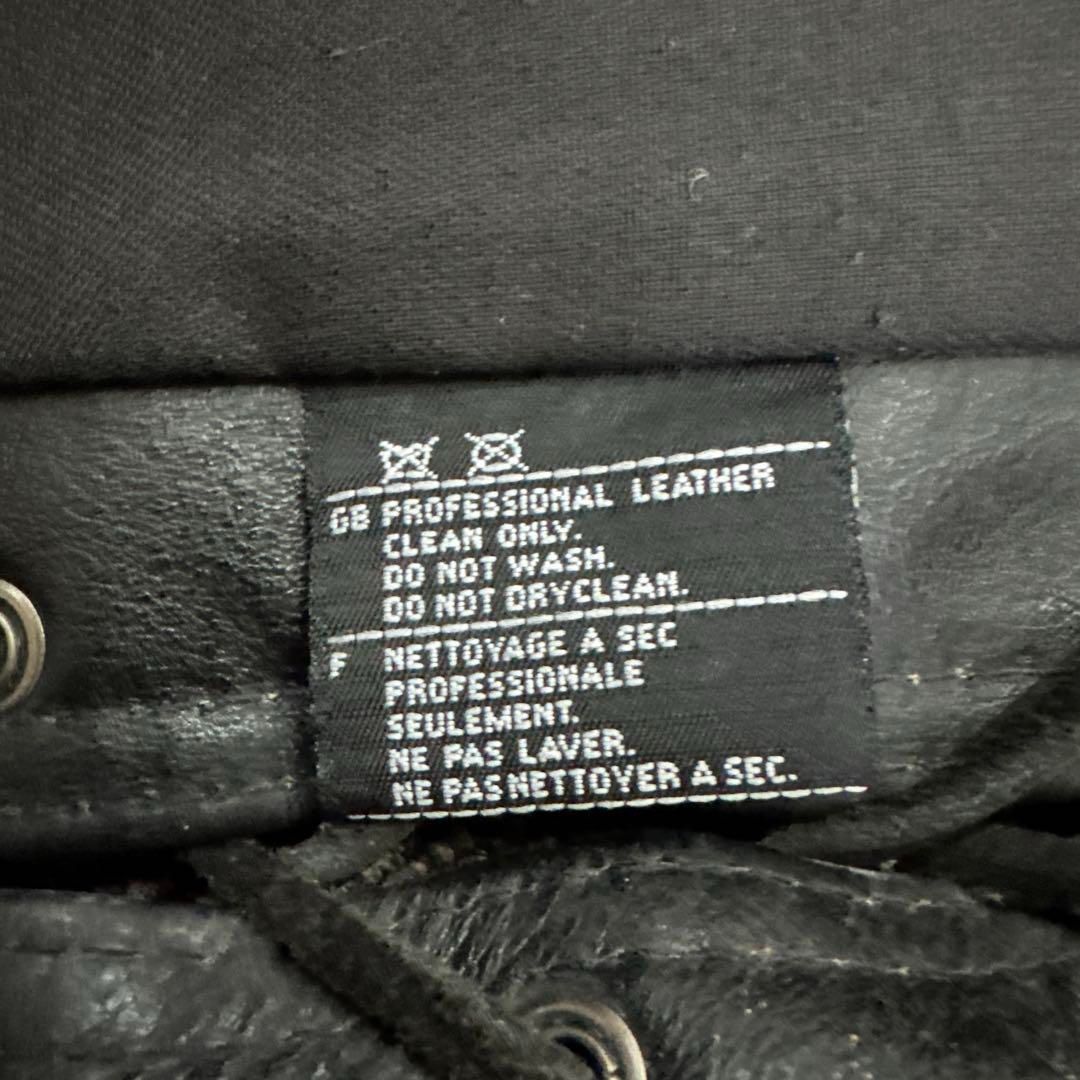 GB PROFESSIONAL LEATHER
CLEAN ONLY.
DO NOT WASH.
DO NOT DRYCLEAN.
F NETTOYAGE A SEC
PROFESSIONALE
SEULEMENT.
NE PAS LAVER.
NE PAS NETTOYER A SEC.